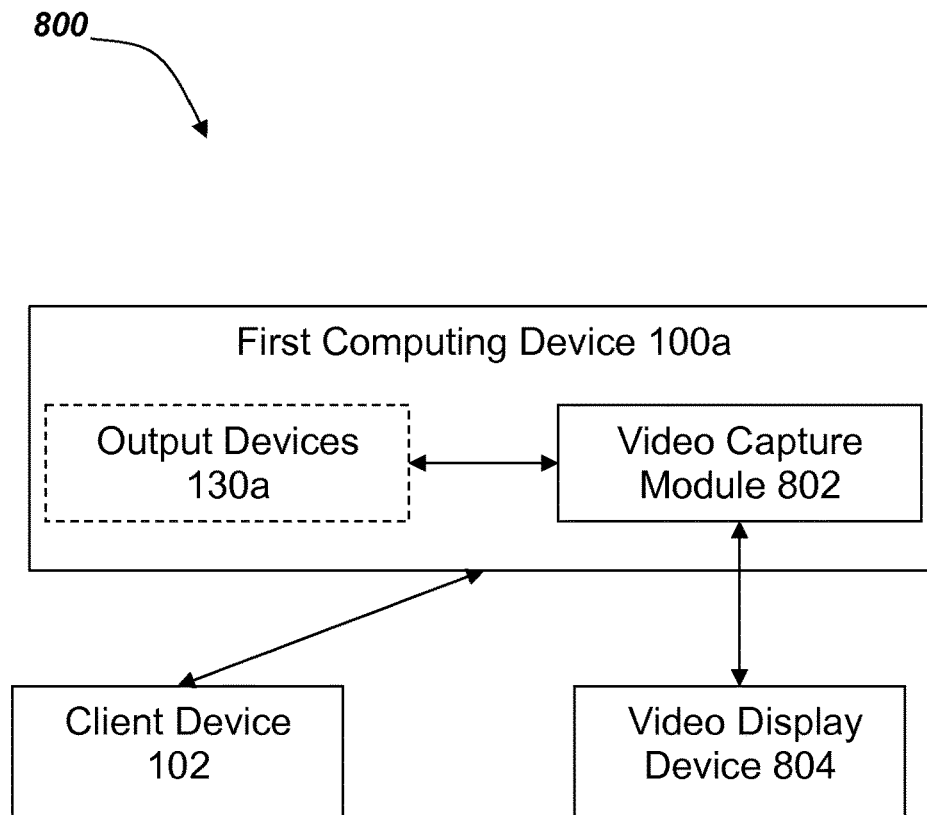 800
First Computing Device 100a
Output Devices
130a
Video Capture
Module 802
Client Device
102
Video Display
Device 804